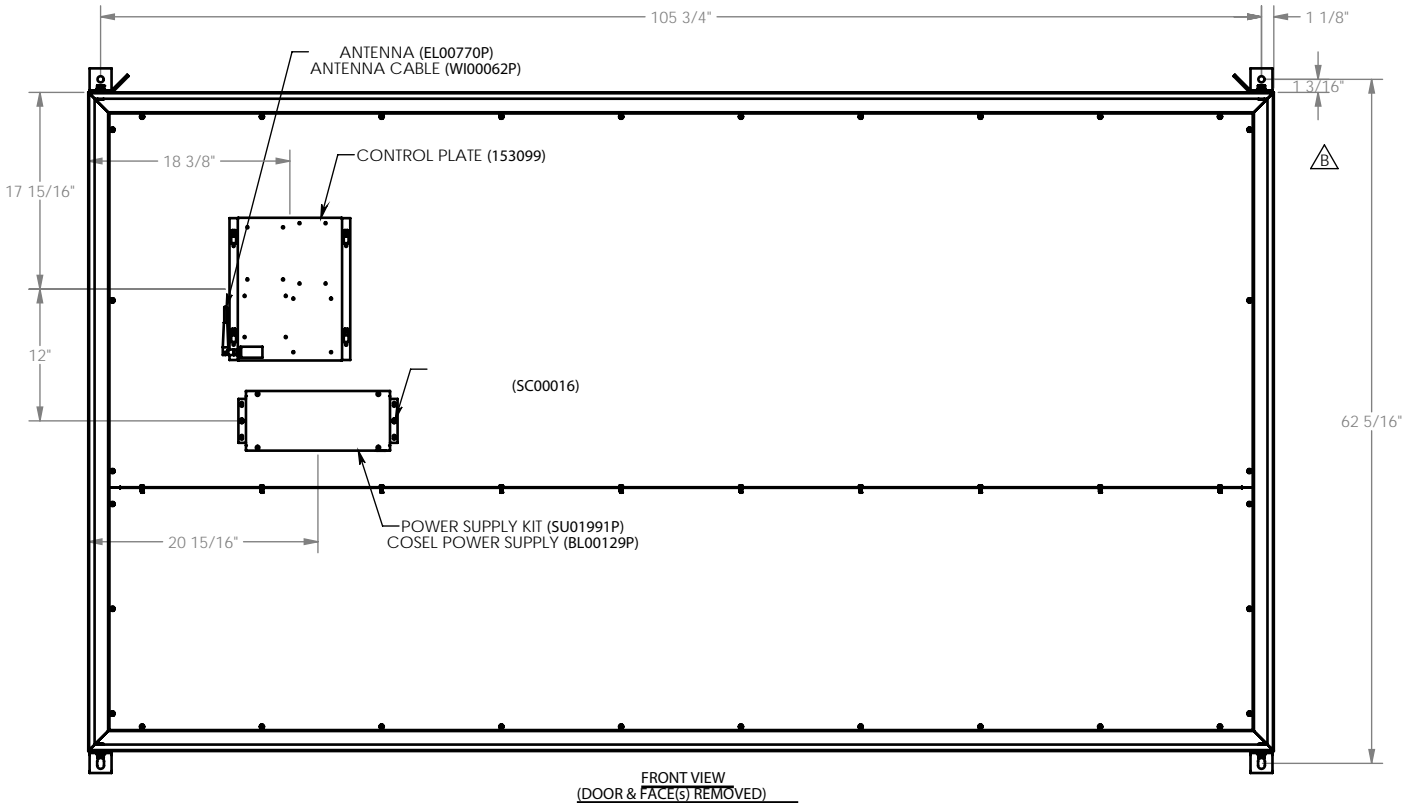 105 3/4"
1 1/8"
ANTENNA (EL00770P)
ANTENNA CABLE (WI00062P)
1 3/16"
B
18 3/8"
CONTROL PLATE (153099)
17 15/16"
12"
(SC00016)
62 5/16"
POWER SUPPLY KIT (SU01991P)
COSEL POWER SUPPLY (BL00129P)
20 15/16"
FRONT VIEW
(DOOR & FACE(s) REMOVED)